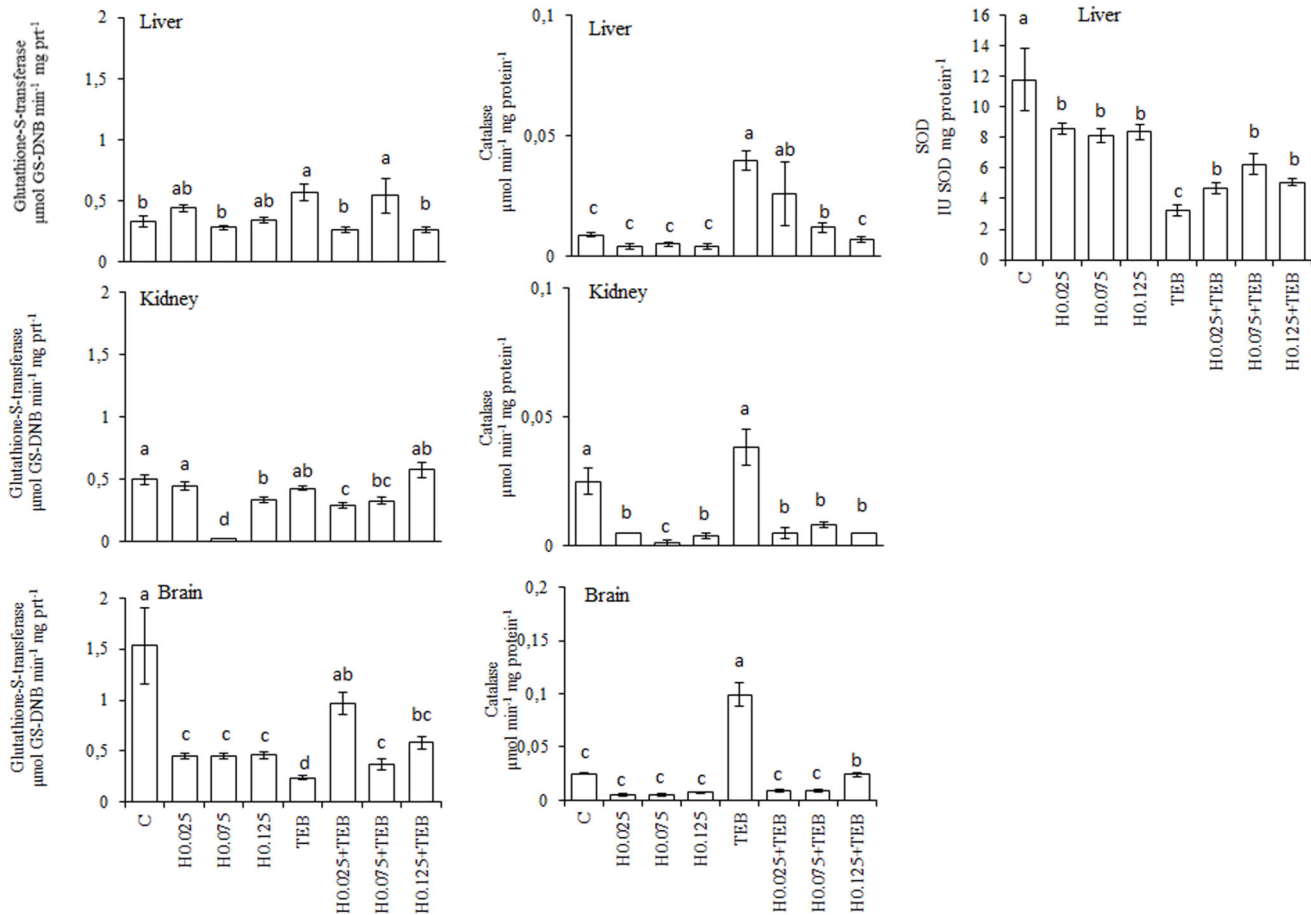 Glutathione-S-transferase
µmol GS-DNB min⁻¹ mg prt⁻¹
Liver
2
1,5
1
0,5
0
b
ab
b
ab
a
b
a
b
Glutathione-S-transferase
µmol GS-DNB min⁻¹ mg prt⁻¹
Kidney
2
1,5
1
0,5
0
a
a
d
b
ab
c
bc
ab
Glutathione-S-transferase
µmol GS-DNB min⁻¹ mg prt⁻¹
Brain
2
1,5
1
0,5
0
a
c
c
c
d
ab
c
bc
C
H0.025
H0.075
H0.125
TEB
H0.025+TEB
H0.075+TEB
H0.125+TEB
Catalase
µmol min⁻¹ mg protein⁻¹
Liver
0,1
0,05
0
c
c
c
c
a
ab
b
c
Catalase
µmol min⁻¹ mg protein⁻¹
Kidney
0,1
0,05
0
a
b
c
b
a
b
b
b
Catalase
µmol min⁻¹ mg protein⁻¹
Brain
0,2
0,15
0,1
0,05
0
c
c
c
c
a
c
c
b
C
H0.025
H0.075
H0.125
TEB
H0.025+TEB
H0.075+TEB
H0.125+TEB
SOD
IU SOD mg protein⁻¹
Liver
16
14
12
10
8
6
4
2
0
a
b
b
b
c
b
b
b
C
H0.025
H0.075
H0.125
TEB
H0.025+TEB
H0.075+TEB
H0.125+TEB